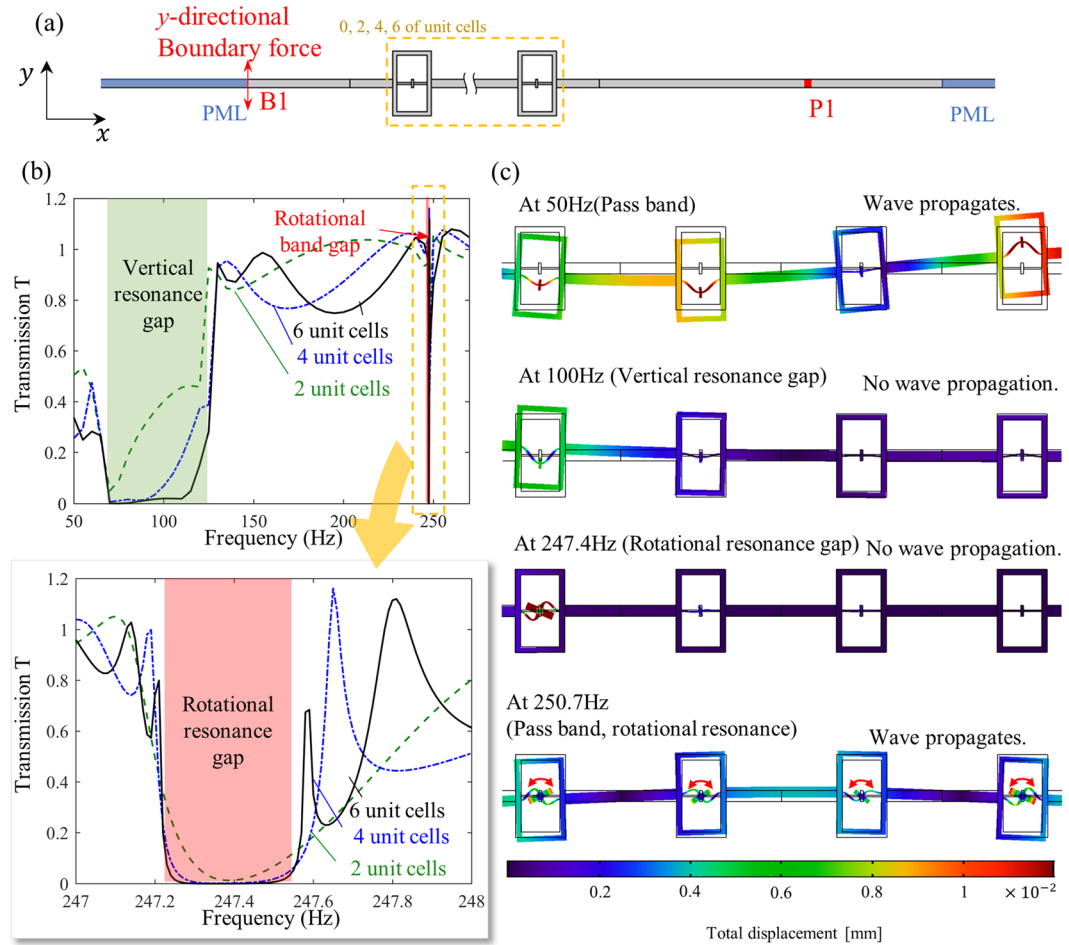 (a)
y-directional
Boundary force
0, 2, 4, 6 of unit cells
y
x
PML
B1
P1
PML
(b)
Transmission T
1.2
1
0.8
0.6
0.4
0.2
0
Vertical
resonance
gap
Rotational
band gap
6 unit cells
4 unit cells
2 unit cells
50
100
150
200
250
Frequency (Hz)
Transmission T
1.2
1
0.8
0.6
0.4
0.2
0
Rotational
resonance
gap
6 unit cells
4 unit cells
2 unit cells
247
247.2
247.4
247.6
247.8
248
Frequency (Hz)
(c)
At 50Hz(Pass band)
Wave propagates.
At 100Hz (Vertical resonance gap)
No wave propagation.
At 247.4Hz (Rotational resonance gap)
No wave propagation.
At 250.7Hz
(Pass band, rotational resonance)
Wave propagates.
0.2
0.4
0.6
0.8
1
×10⁻²
Total displacement [mm]